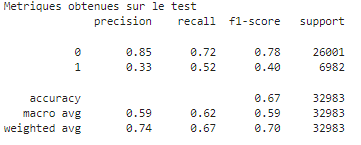 Metriques obtenues sur le test
precision recall f1-score support
0 0.85 0.72 0.78 26001
1 0.33 0.52 0.40 6982
accuracy 0.67 32983
macro avg 0.59 0.62 0.59 32983
weighted avg 0.74 0.67 0.70 32983